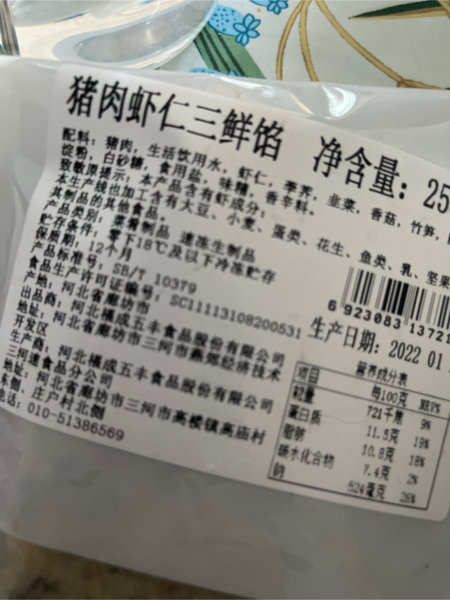 猪肉虾仁三鲜馅 净含量: 25
配料: 猪肉, 生活饮用水, 虾仁, 荸荠, 韭菜, 香菇, 竹笋,
淀粉, 白砂糖, 食用盐, 味精, 香辛料。
致敏原提示: 本产品含有虾成分;
本生产线也加工含有大豆、小麦、蛋类、花生、鱼类、乳、坚果
其制品的其他食品。
产品类别: 速冻生制品
贮存条件: 零下18℃及以下冷冻贮存
保质期: 12个月
产品标准号: SB/T 10379
食品生产许可证编号: SC11113108200531
产地: 河北省廊坊市
出品商: 河北福成五丰食品股份有限公司
地址: 河北省廊坊市三河市燕郊经济技术
开发区
生产商: 河北福成五丰食品股份有限公司
三河速食分公司
地址: 河北省廊坊市三河市高楼镇高庙村
东侧、庄户村北侧
电话: 010-51386569
6 923083 13721
生产日期: 2022 01
营养成分表
项目 每100克 NRV%
能量 721千焦 9%
蛋白质 11.5克 19%
脂肪 10.8克 18%
碳水化合物 7.4克 2%
钠 524毫克 26%